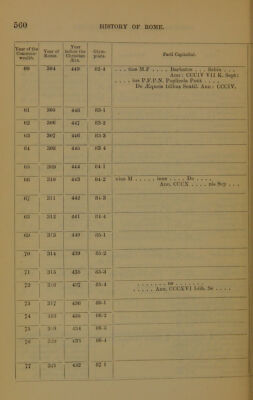 560 HISTORY OF ROME.
Year of the Commonwealth. Year of Rome. Year before the Christian Æra. Olympiads. Fasti Capitolini.
60 304 449 82-4 . . . tius M.F . . . . Barbatus . . . Sabin . . .
Ann : CCCIV VII K. Sept:
. . . . ius P.F.P.N. Poplicola Potit . . . .
De Æqueis
Ann : CCCIV.
61 305 448 83-1
62 306 447 83-2
63 307 446 83-3
64 308 445 83-4
65 309 444 84-1
66 310 443 84-2 nius M . . . . . inus . . . . De . . . .
Ann. CCCX . . . . nis Sep . . .
67 311 442 84-3
68 312 441 84-4
69 313 440 85-1
70 314 439 85-2
71 315 438 85-3
72 316 437 85-4 . . . . . . . us . . . . . . .
. . . . . Ann. CCCXVI Idib. Se . . . .
73 317 436 86-1
74 318 435 86-2
75 319 434 86-3
76 320 433 86-4
77 321 432 87-1